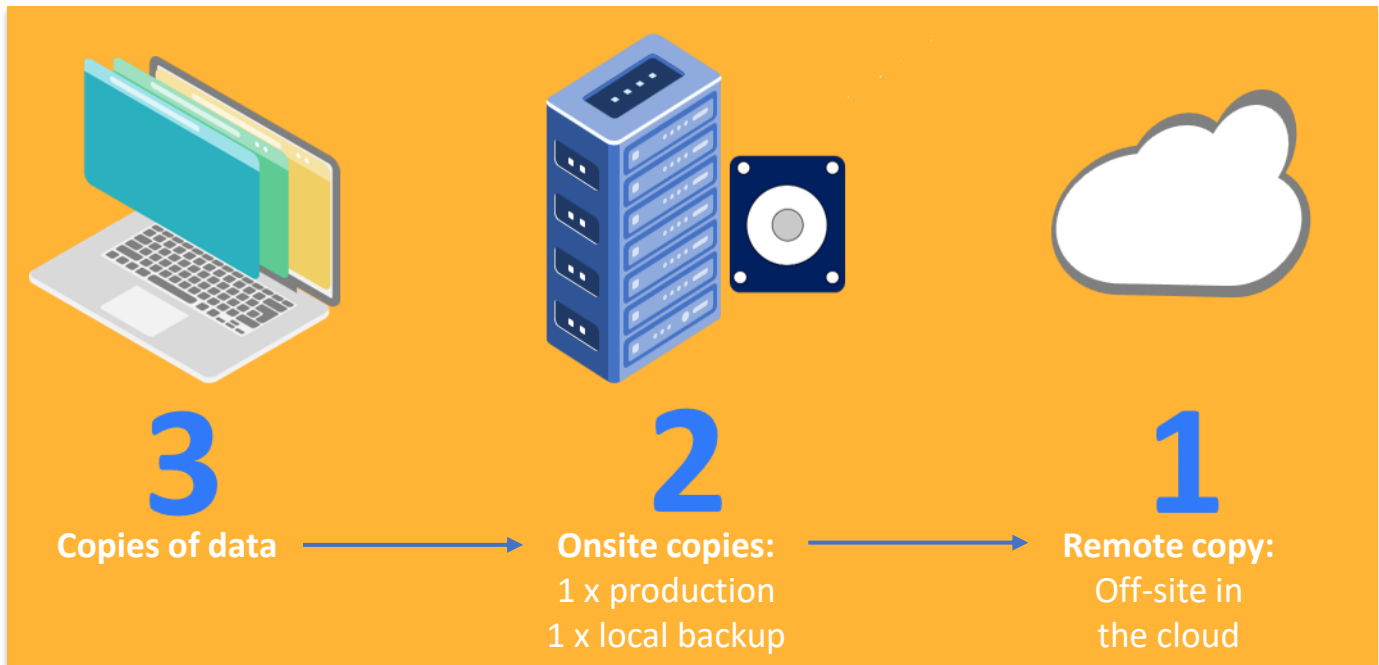 3
Copies of data
2
Onsite copies:
1 x production
1 x local backup
1
Remote copy:
Off-site in
the cloud